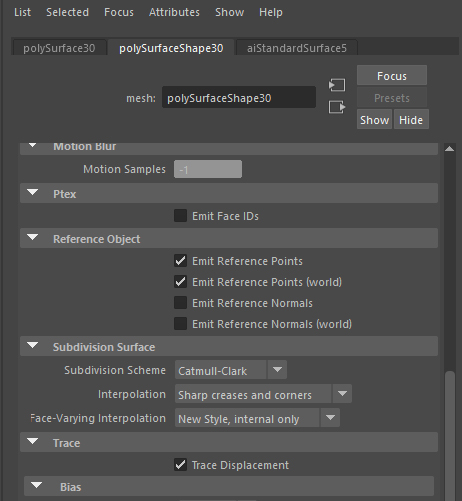 List Selected Focus Attributes Show Help
polySurface30 polySurfaceShape30 aiStandardSurface5
Focus
mesh: polySurfaceShape30 Presets
Show Hide
Motion Blur
Motion Samples -1
Ptex
Emit Face IDs
Reference Object
Emit Reference Points
Emit Reference Points (world)
Emit Reference Normals
Emit Reference Normals (world)
Subdivision Surface
Subdivision Scheme Catmull-Clark
Interpolation Sharp creases and corners
Face-Varying Interpolation New Style, internal only
Trace
Trace Displacement
Bias